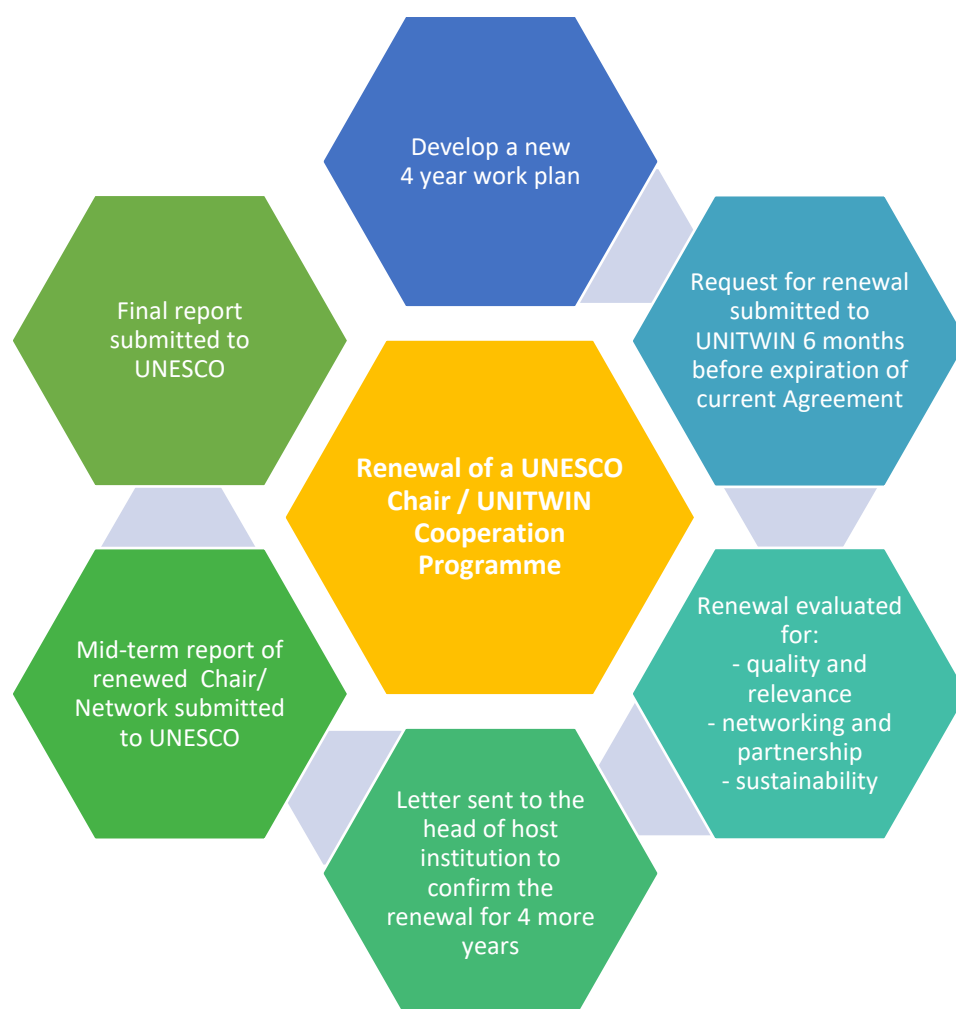 Develop a new
4 year work plan
Request for renewal
submitted to
UNITWIN 6 months
before expiration of
current Agreement
Renewal evaluated
for:
- quality and
relevance
- networking and
partnership
- sustainability
Letter sent to the
head of host
institution to
confirm the
renewal for 4 more
years
Mid-term report of
renewed Chair/
Network submitted
to UNESCO
Final report
submitted to
UNESCO
Renewal of a UNESCO
Chair / UNITWIN
Cooperation
Programme